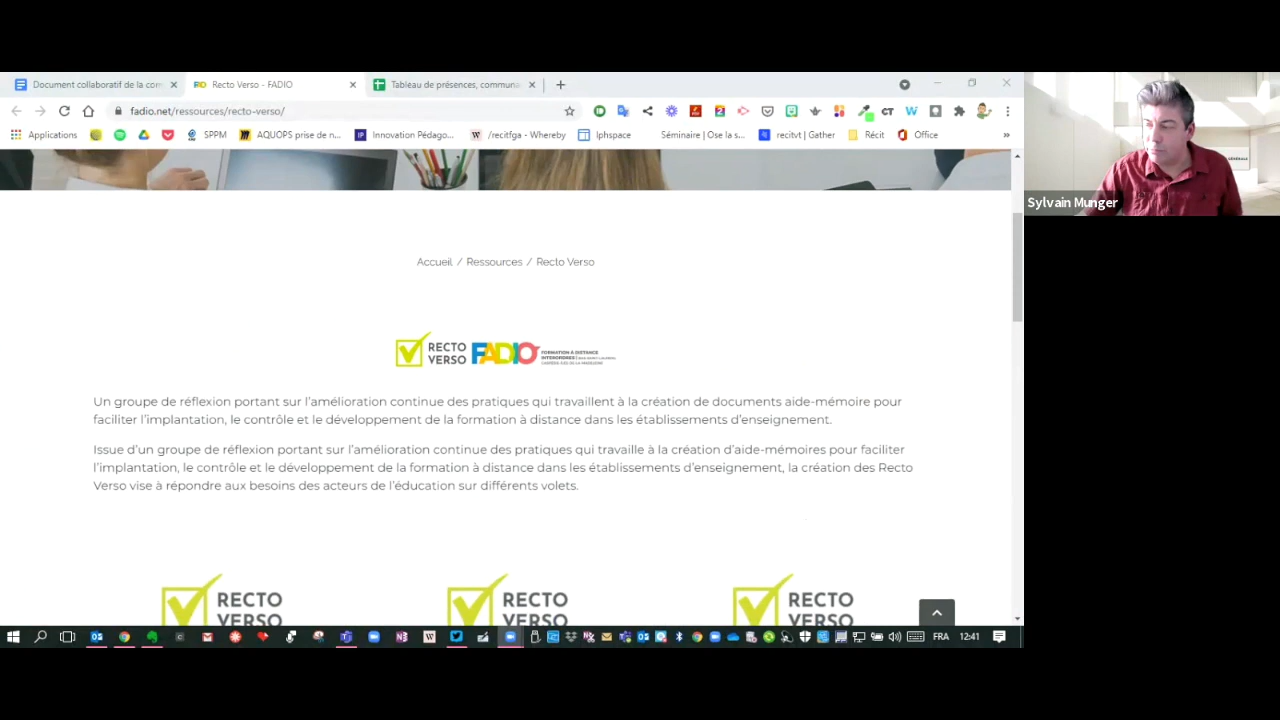 Document collaboratif de la com
Recto Verso - FADIO
Tableau de présences, communa
fadio.net/ressources/recto-verso/
Applications
SPPM
AQUOPS prise de n...
Innovation Pédago...
/recitfga - Whereby
Iphspace
Séminaire | Ose la s...
recitvt | Gather
Récit
Office
GÉNÉRALE
Sylvain Munger
Accueil / Ressources / Recto Verso
RECTO
VERSO
FADIO
FORMATION À DISTANCE
Un groupe de réflexion portant sur l'amélioration continue des pratiques qui travaillent à la création de documents aide-mémoire pour
faciliter l'implantation, le contrôle et le développement de la formation à distance dans les établissements d'enseignement.
Issue d'un groupe de réflexion portant sur l'amélioration continue des pratiques qui travaille à la création d'aide-mémoires pour faciliter
l'implantation, le contrôle et le développement de la formation à distance dans les établissements d'enseignement, la création des Recto
Verso vise à répondre aux besoins des acteurs de l'éducation sur différents volets.
RECTO
VERSO
RECTO
VERSO
RECTO
VERSO
FRA
12:41